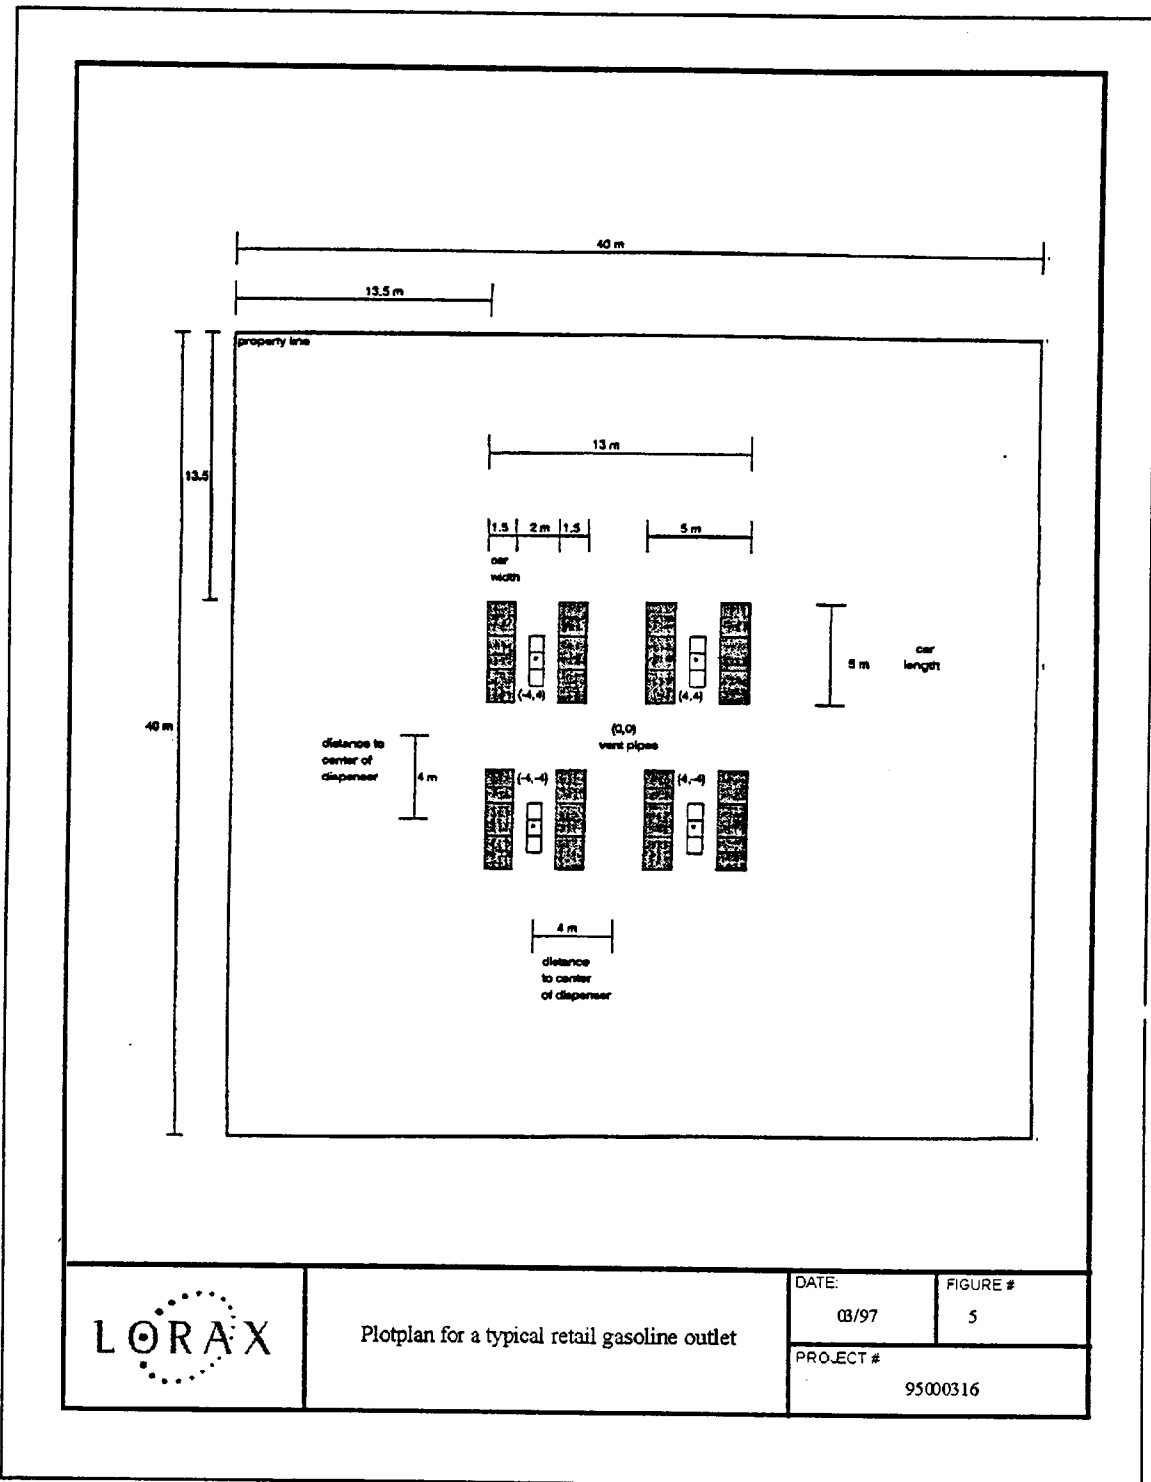 40 m
13.5 m
property line
13.5
13 m
1.5 2 m 1.5
5 m
car
width
5 m
car
length
(-4,4)
(4,4)
40 m
(0,0)
vent pipes
distance to
center of
dispenser
4 m
(-4,-4)
(4,-4)
4 m
distance
to center
of dispenser
LORAX
Plotplan for a typical retail gasoline outlet
DATE:
03/97
FIGURE #
5
PROJECT #
95000316